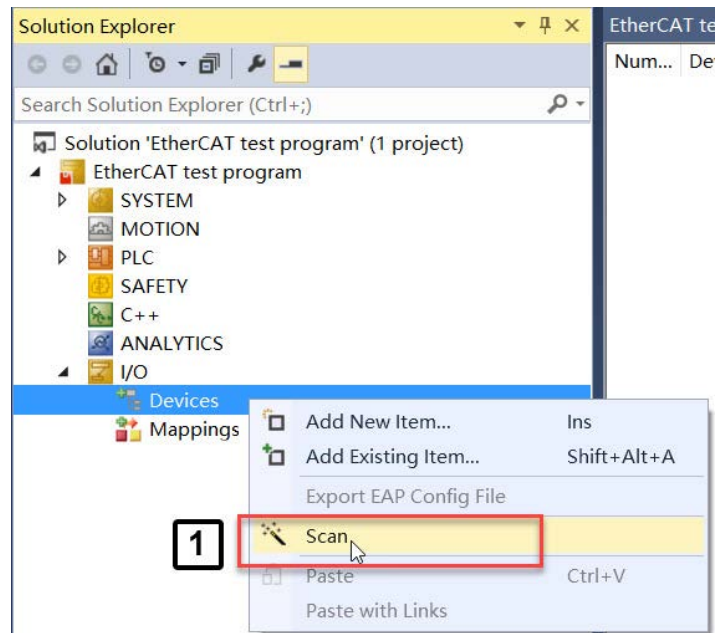 Solution Explorer
EtherCAT te
Num... De
Search Solution Explorer (Ctrl+;)
Solution 'EtherCAT test program' (1 project)
EtherCAT test program
SYSTEM
MOTION
PLC
SAFETY
C++
ANALYTICS
I/O
Devices
Mappings
Add New Item... Ins
Add Existing Item... Shift+Alt+A
Export EAP Config File
1
Scan
Paste Ctrl+V
Paste with Links